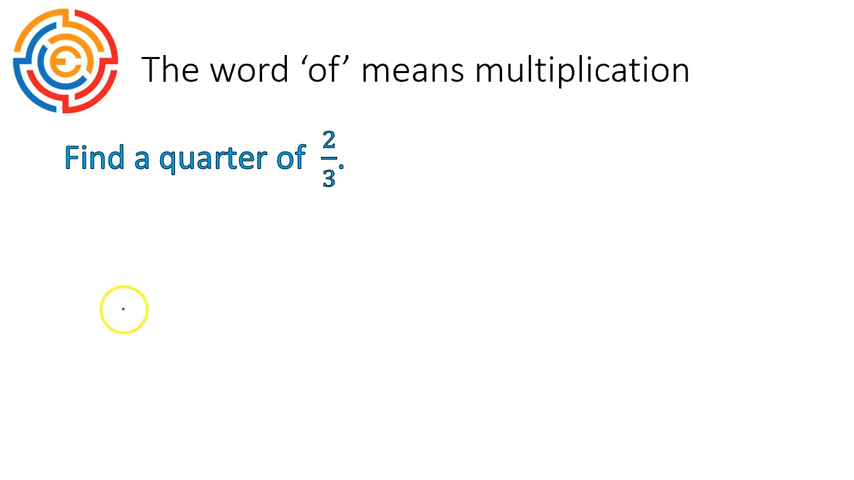 The word ‘of’ means multiplication
Find a quarter of 2/3.